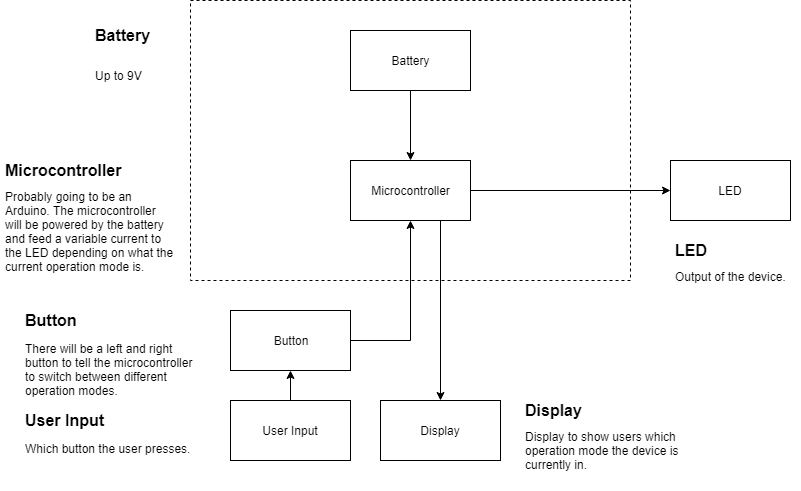 Battery
Up to 9V
Battery
Microcontroller
Probably going to be an
Arduino. The microcontroller
will be powered by the battery
and feed a variable current to
the LED depending on what the
current operation mode is.
Microcontroller
LED
LED
Output of the device.
Button
There will be a left and right
button to tell the microcontroller
to switch between different
operation modes.
Button
User Input
Which button the user presses.
User Input
Display
Display
Display to show users which
operation mode the device is
currently in.